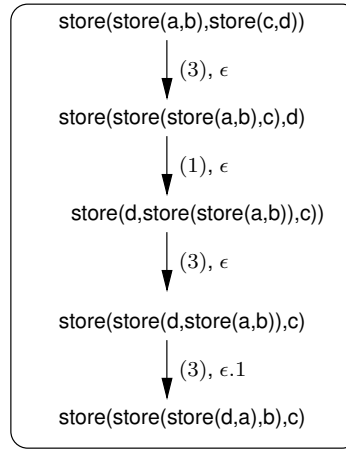 store(store(a,b),store(c,d))
(3), ϵ
store(store(store(a,b),c),d)
(1), ϵ
store(d,store(store(a,b)),c))
(3), ϵ
store(store(d,store(a,b)),c)
(3), ϵ.1
store(store(store(d,a),b),c)